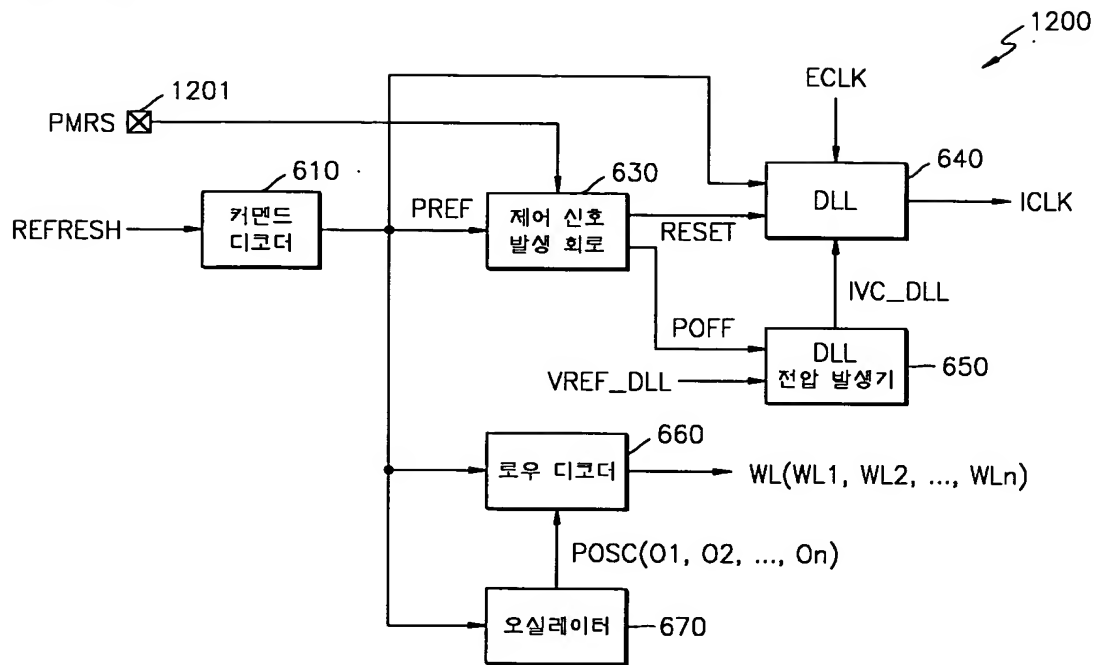 1200
ECLK
PMRS
1201
610
630
640
REFRESH
커멘드
디코더
PREF
제어 신호
발생 회로
RESET
DLL
ICLK
IVC_DLL
POFF
VREF_DLL
DLL
전압 발생기
650
660
로우 디코더
WL(WL1, WL2, ..., WLn)
POSC(O1, O2, ..., On)
오실레이터
670